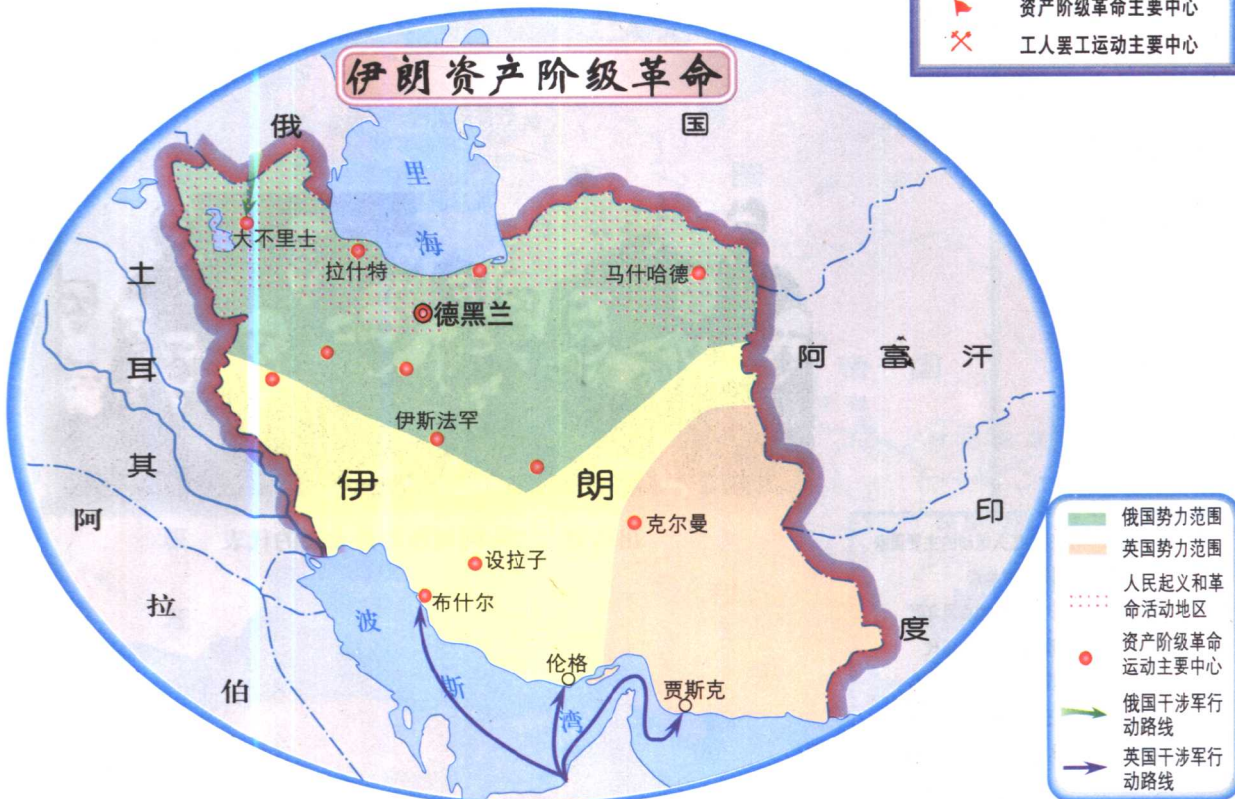 资产阶级革命主要中心
工人罢工运动主要中心
伊朗资产阶级革命
俄
国
里
海
大不里士
拉什特
马什哈德
德黑兰
土
耳
其
阿富汗
伊斯法罕
伊
朗
克尔曼
阿
拉
伯
设拉子
布什尔
波
斯
湾
伦格
贾斯克
印
度
俄国势力范围
英国势力范围
人民起义和革
命活动地区
资产阶级革命
运动主要中心
俄国干涉军行
动路线
英国干涉军行
动路线